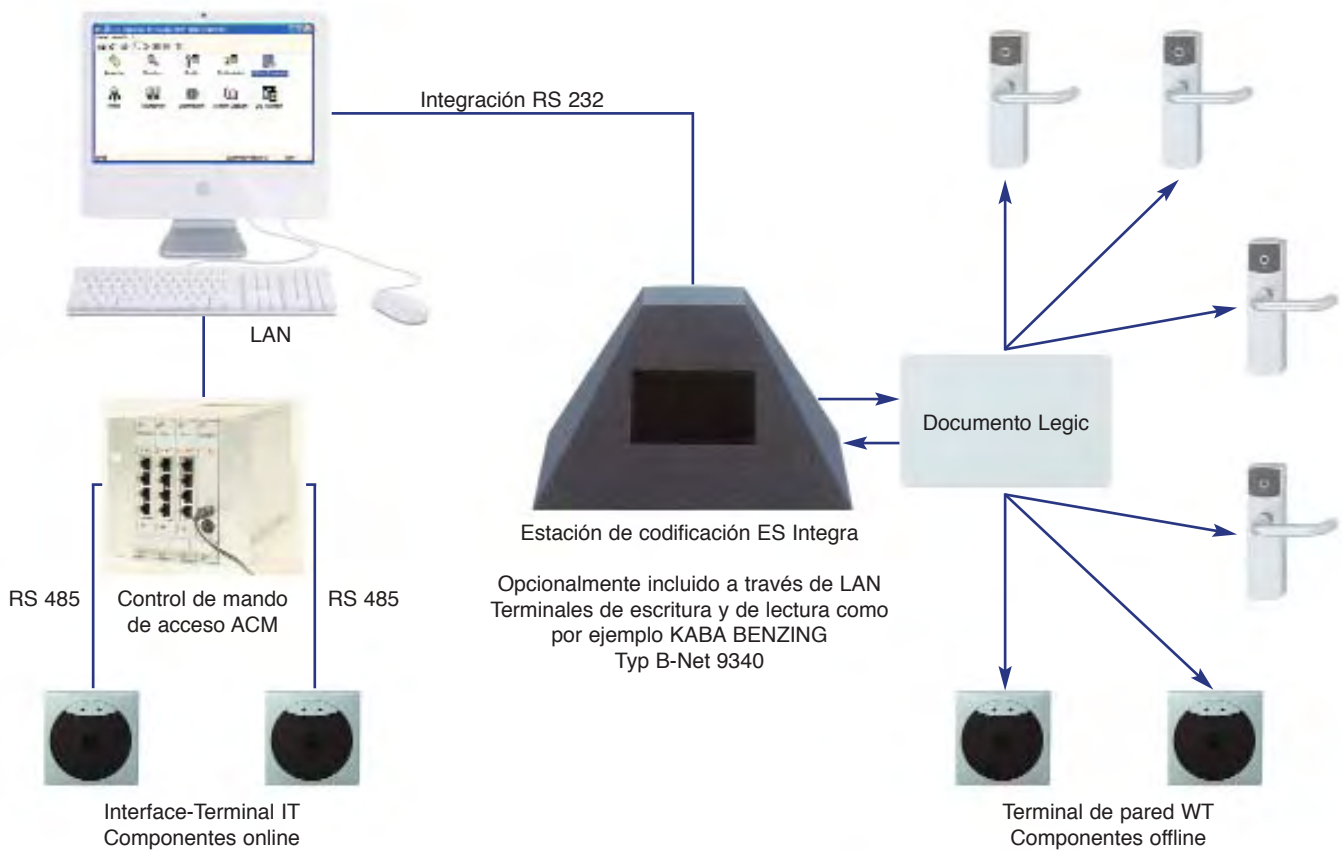 Integración RS 232
LAN
Documento Legic
Estación de codificación ES Integra
Opcionalmente incluido a través de LAN
Terminales de escritura y de lectura como
por ejemplo KABA BENZING
Typ B-Net 9340
RS 485
Control de mando
de acceso ACM
RS 485
Interface-Terminal IT
Componentes online
Terminal de pared WT
Componentes offline